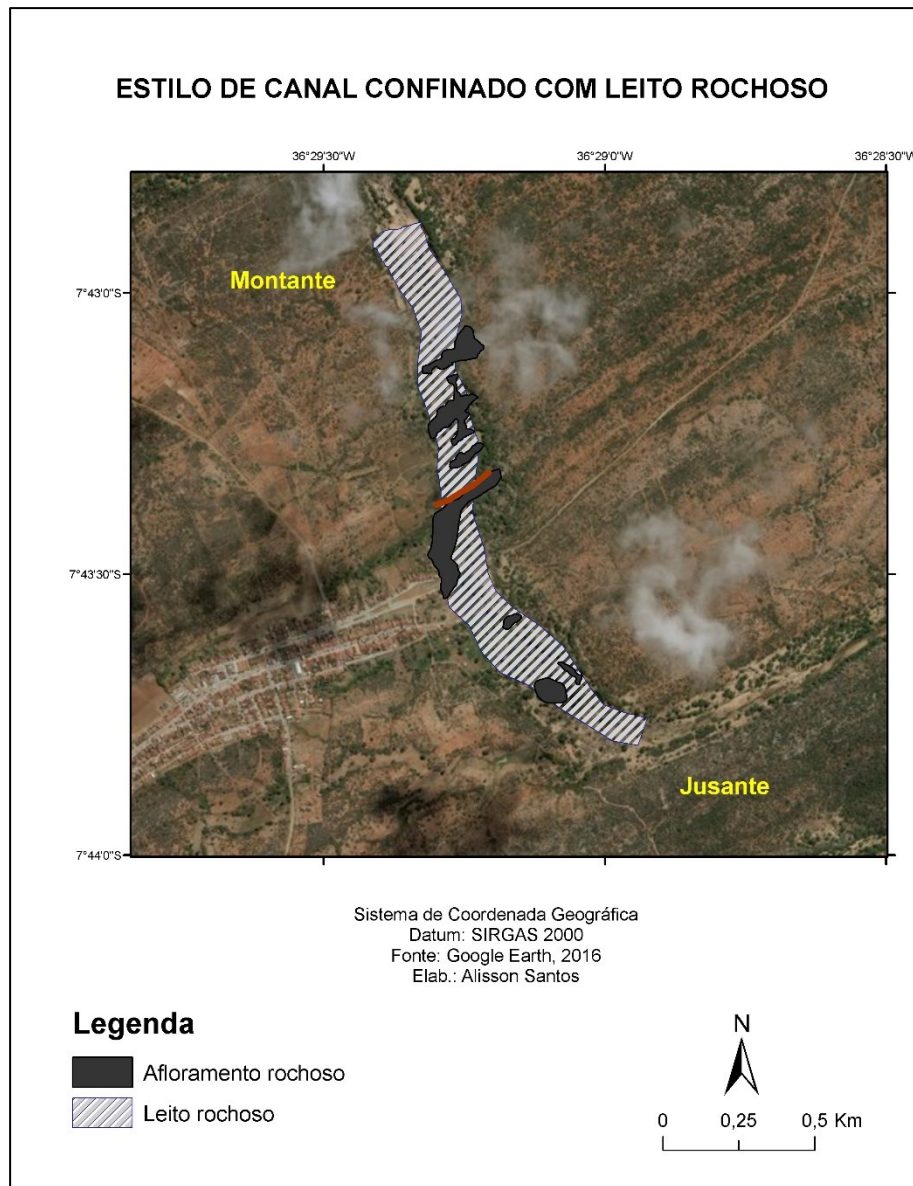 ESTILO DE CANAL CONFINADO COM LEITO ROCHOSO
36°29'30"W
36°29'0"W
36°28'30"W
Montante
7°43'0"S
7°43'30"S
Jusante
7°44'0"S
Sistema de Coordenada Geográfica
Datum: SIRGAS 2000
Fonte: Google Earth, 2016
Elab.: Alisson Santos
Legenda
Afloramento rochoso
Leito rochoso
N
0 0,25 0,5 Km